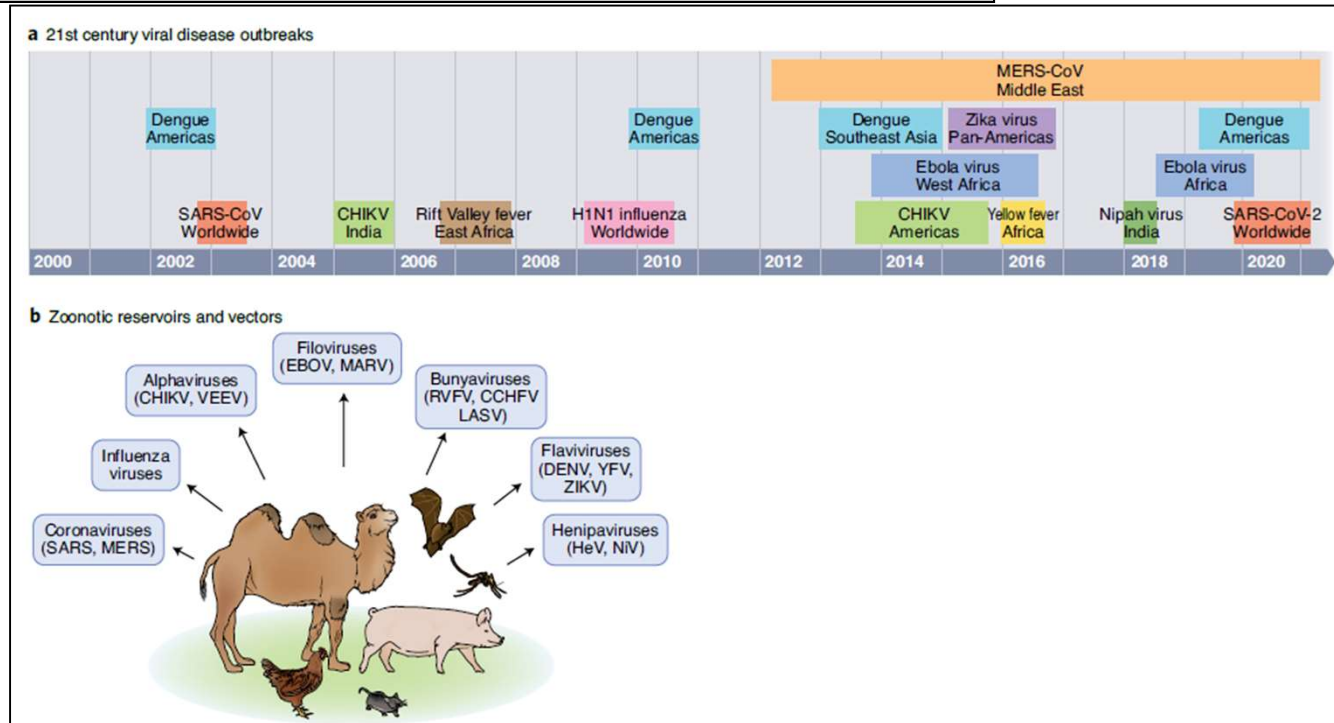 a 21st century viral disease outbreaks
MERS-CoV
Middle East
Dengue
Americas
Dengue
Americas
Dengue
Southeast Asia
Zika virus
Pan-Americas
Dengue
Americas
Ebola virus
West Africa
Ebola virus
Africa
SARS-CoV
Worldwide
CHIKV
India
Rift Valley fever
East Africa
H1N1 influenza
Worldwide
CHIKV
Americas
Yellow fever
Africa
Nipah virus
India
SARS-CoV-2
Worldwide
2000 2002 2004 2006 2008 2010 2012 2014 2016 2018 2020
b Zoonotic reservoirs and vectors
Filoviruses
(EBOV, MARV)
Alphaviruses
(CHIKV, VEEV)
Bunyaviruses
(RVFV, CCHFV
LASV)
Influenza
viruses
Flaviviruses
(DENV, YFV,
ZIKV)
Coronaviruses
(SARS, MERS)
Henipaviruses
(HeV, NiV)